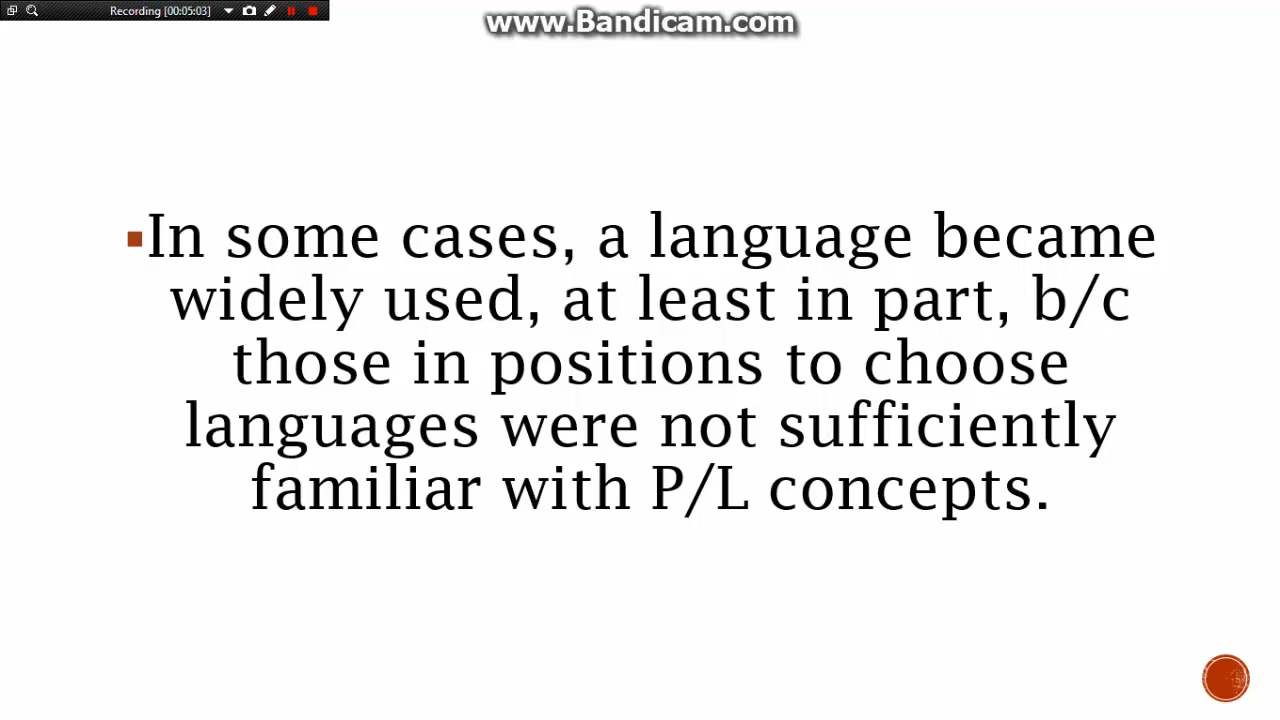 Recording [00:05:03]
www.Bandicam.com
▪In some cases, a language became
widely used, at least in part, b/c
those in positions to choose
languages were not sufficiently
familiar with P/L concepts.